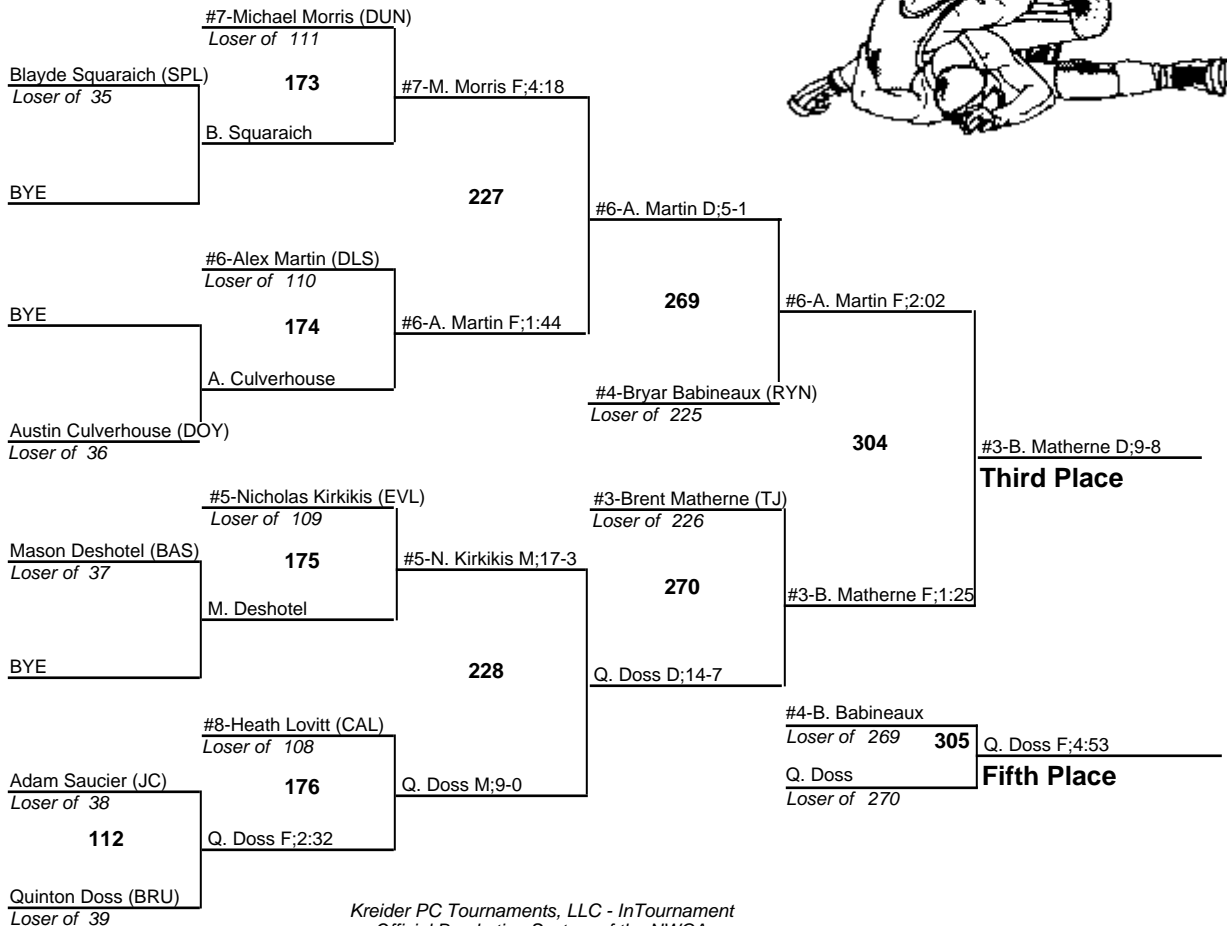 #7-Michael Morris (DUN)
Loser of 111
Blayde Squaraich (SPL)
Loser of 35
173
#7-M. Morris F;4:18
B. Squaraich
BYE
227
#6-A. Martin D;5-1
#6-Alex Martin (DLS)
Loser of 110
BYE
174
#6-A. Martin F;1:44
269
#6-A. Martin F;2:02
A. Culverhouse
#4-Bryar Babineaux (RYN)
Loser of 225
Austin Culverhouse (DOY)
Loser of 36
304
#3-B. Matherne D;9-8
Third Place
#5-Nicholas Kirkikis (EVL)
Loser of 109
#3-Brent Matherne (TJ)
Loser of 226
Mason Deshotel (BAS)
Loser of 37
175
#5-N. Kirkikis M;17-3
270
M. Deshotel
#3-B. Matherne F;1:25
BYE
228
Q. Doss D;14-7
#8-Heath Lovitt (CAL)
Loser of 108
#4-B. Babineaux
Loser of 269
305
Q. Doss F;4:53
Fifth Place
Q. Doss
Loser of 270
Adam Saucier (JC)
Loser of 38
176
Q. Doss M;9-0
112
Q. Doss F;2:32
Quinton Doss (BRU)
Loser of 39
Kreider PC Tournaments, LLC - InTournament